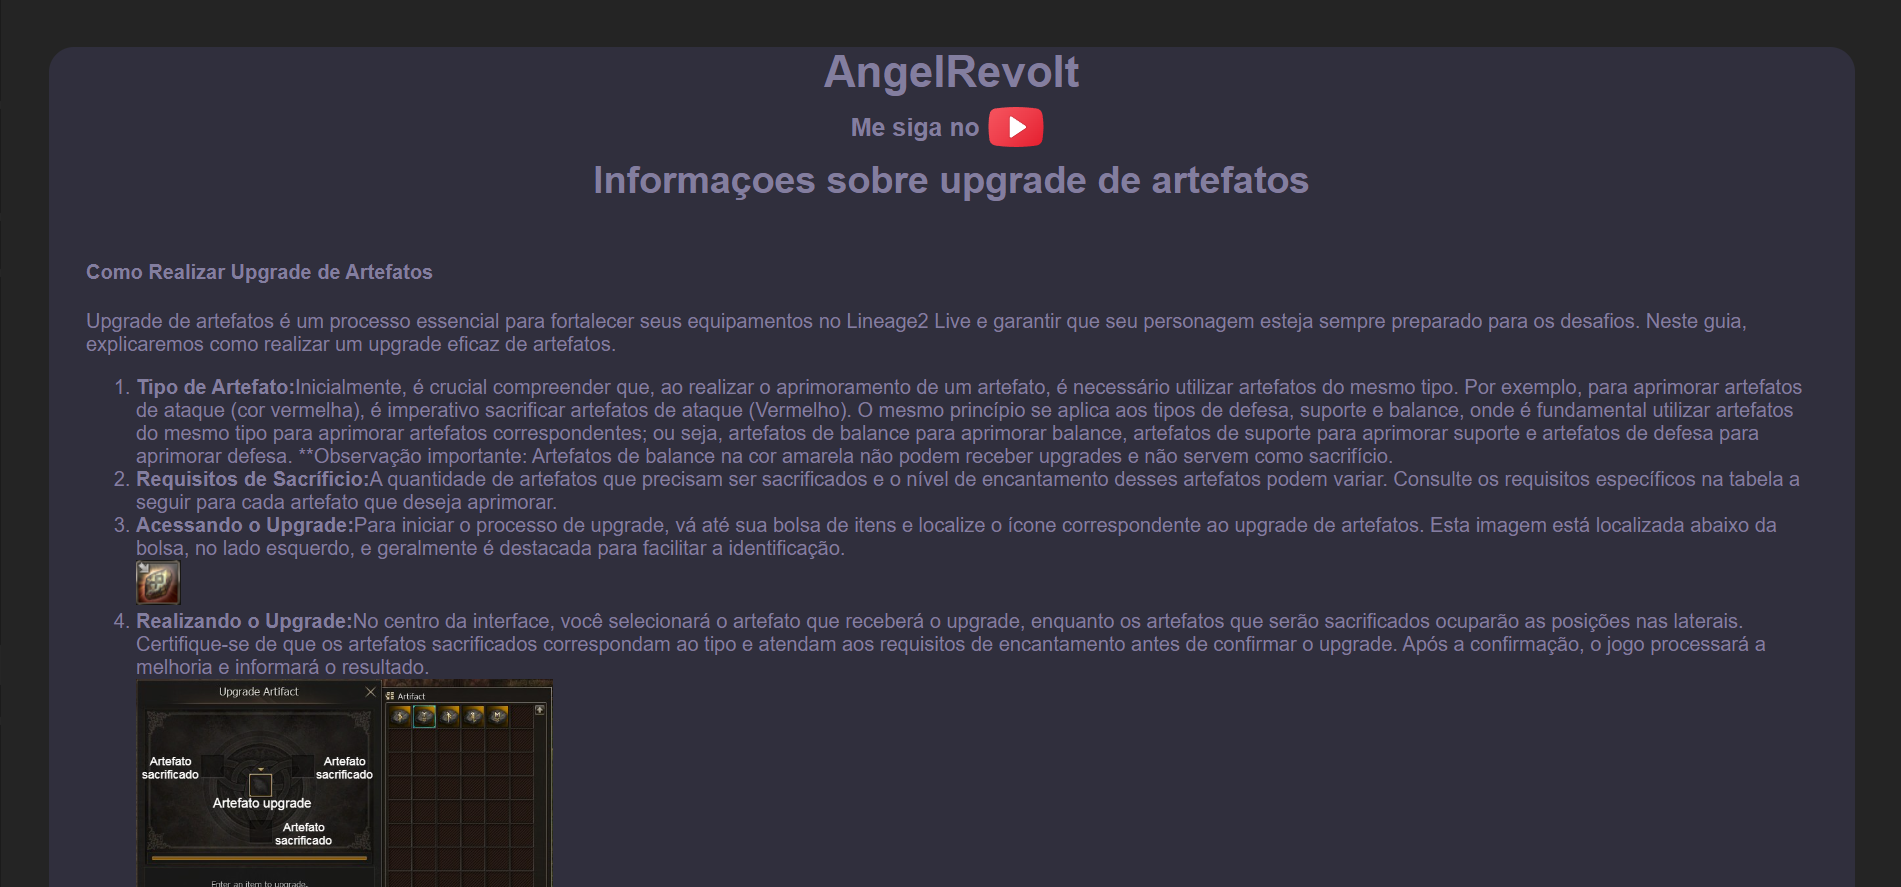 AngelRevolt
Me siga no
Informaçoes sobre upgrade de artefatos
Como Realizar Upgrade de Artefatos
Upgrade de artefatos é um processo essencial para fortalecer seus equipamentos no Lineage2 Live e garantir que seu personagem esteja sempre preparado para os desafios. Neste guia,
explicaremos como realizar um upgrade eficaz de artefatos.
1. Tipo de Artefato:Inicialmente, é crucial compreender que, ao realizar o aprimoramento de um artefato, é necessário utilizar artefatos do mesmo tipo. Por exemplo, para aprimorar artefatos
de ataque (cor vermelha), é imperativo sacrificar artefatos de ataque (Vermelho). O mesmo princípio se aplica aos tipos de defesa, suporte e balance, onde é fundamental utilizar artefatos
do mesmo tipo para aprimorar artefatos correspondentes; ou seja, artefatos de balance para aprimorar balance, artefatos de suporte para aprimorar suporte e artefatos de defesa para
aprimorar defesa. **Observação importante: Artefatos de balance na cor amarela não podem receber upgrades e não servem como sacrifício.
2. Requisitos de Sacríficio:A quantidade de artefatos que precisam ser sacrificados e o nível de encantamento desses artefatos podem variar. Consulte os requisitos específicos na tabela a
seguir para cada artefato que deseja aprimorar.
3. Acessando o Upgrade:Para iniciar o processo de upgrade, vá até sua bolsa de itens e localize o ícone correspondente ao upgrade de artefatos. Esta imagem está localizada abaixo da
bolsa, no lado esquerdo, e geralmente é destacada para facilitar a identificação.
4. Realizando o Upgrade:No centro da interface, você selecionará o artefato que receberá o upgrade, enquanto os artefatos que serão sacrificados ocuparão as posições nas laterais.
Certifique-se de que os artefatos sacrificados correspondam ao tipo e atendam aos requisitos de encantamento antes de confirmar o upgrade. Após a confirmação, o jogo processará a
melhoria e informará o resultado.
Upgrade Artifact
Artifact
Artefato
sacrificado
Artefato
sacrificado
Artefato upgrade
Artefato
sacrificado
Enter an item to upgrade.